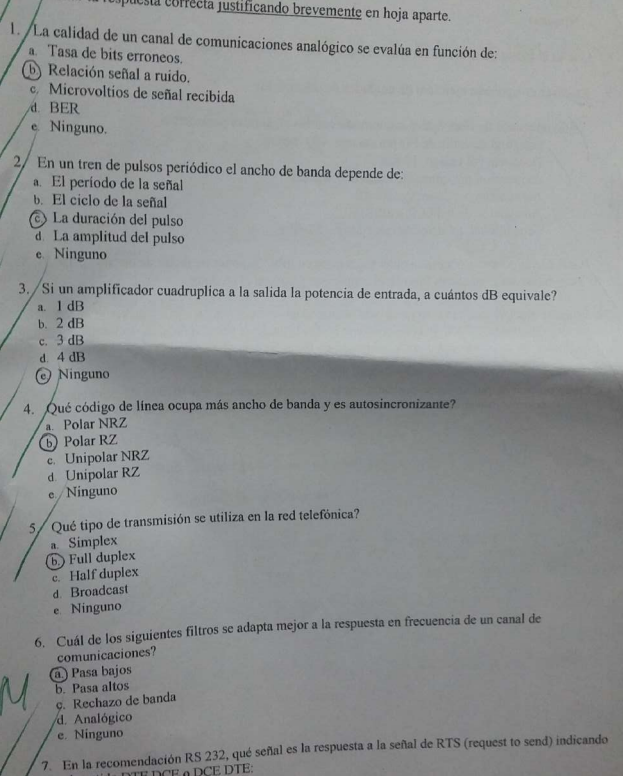 correcta justificando brevemente en hoja aparte.
1. La calidad de un canal de comunicaciones analógico se evalúa en función de:
a. Tasa de bits erroneos.
b. Relación señal a ruido.
c. Microvoltios de señal recibida
d. BER
e. Ninguno.
2. En un tren de pulsos periódico el ancho de banda depende de:
a. El período de la señal
b. El ciclo de la señal
c. La duración del pulso
d. La amplitud del pulso
e. Ninguno
3. Si un amplificador cuadruplica a la salida la potencia de entrada, a cuántos dB equivale?
a. 1 dB
b. 2 dB
c. 3 dB
d. 4 dB
e. Ninguno
4. Qué código de línea ocupa más ancho de banda y es autosincronizante?
a. Polar NRZ
b. Polar RZ
c. Unipolar NRZ
d. Unipolar RZ
e. Ninguno
5. Qué tipo de transmisión se utiliza en la red telefónica?
a. Simplex
b. Full duplex
c. Half duplex
d. Broadcast
e. Ninguno
6. Cuál de los siguientes filtros se adapta mejor a la respuesta en frecuencia de un canal de
comunicaciones?
a. Pasa bajos
b. Pasa altos
c. Rechazo de banda
d. Analógico
e. Ninguno
M
7. En la recomendación RS 232, qué señal es la respuesta a la señal de RTS (request to send) indicando
DTE DCE o DCE DTE: